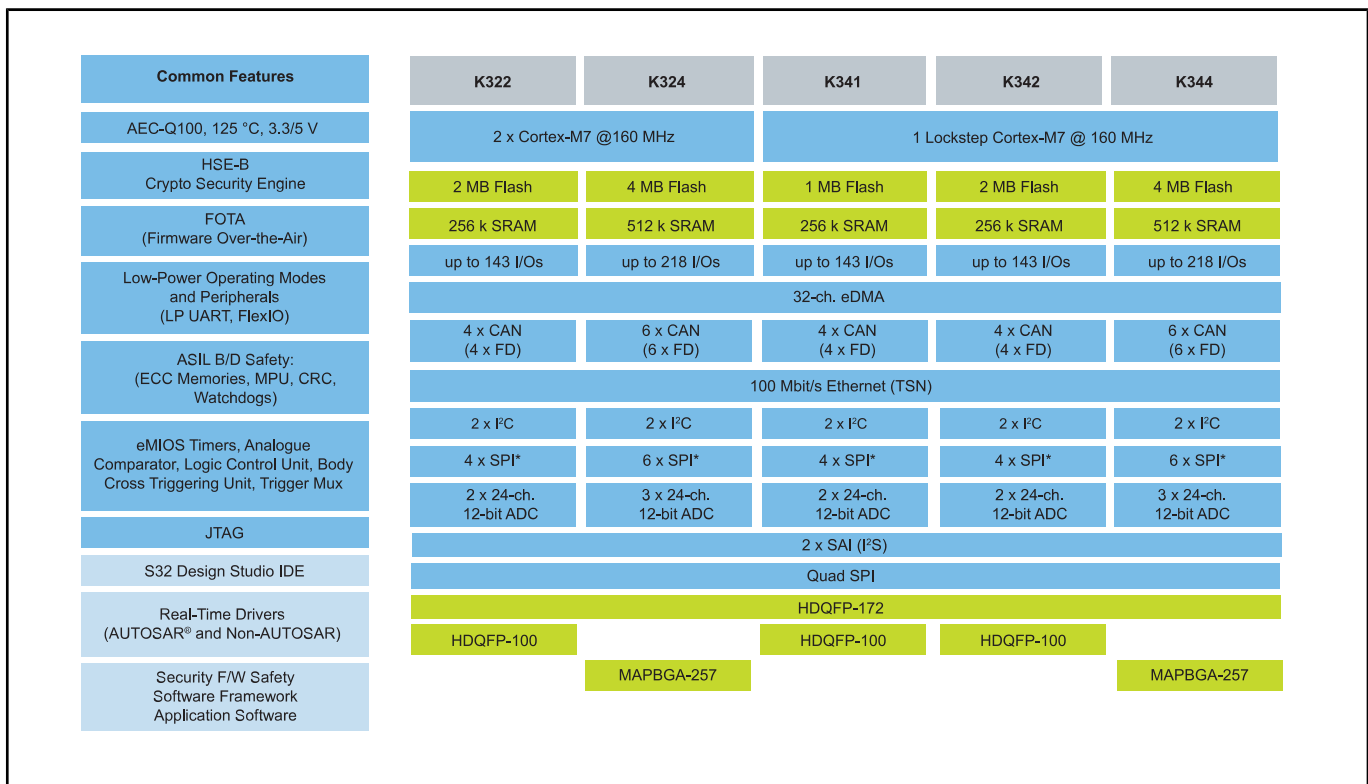 Common Features
AEC-Q100, 125 °C, 3.3/5 V
HSE-B
Crypto Security Engine
FOTA
(Firmware Over-the-Air)
Low-Power Operating Modes
and Peripherals
(LP UART, FlexIO)
ASIL B/D Safety:
(ECC Memories, MPU, CRC,
Watchdogs)
eMIOS Timers, Analogue
Comparator, Logic Control Unit, Body
Cross Triggering Unit, Trigger Mux
JTAG
S32 Design Studio IDE
Real-Time Drivers
(AUTOSAR® and Non-AUTOSAR)
Security F/W Safety
Software Framework
Application Software
K322 K324 K341 K342 K344
2 x Cortex-M7 @160 MHz 1 Lockstep Cortex-M7 @ 160 MHz
2 MB Flash 4 MB Flash 1 MB Flash 2 MB Flash 4 MB Flash
256 k SRAM 512 k SRAM 256 k SRAM 256 k SRAM 512 k SRAM
up to 143 I/Os up to 218 I/Os up to 143 I/Os up to 143 I/Os up to 218 I/Os
32-ch. eDMA
4 x CAN 6 x CAN 4 x CAN 4 x CAN 6 x CAN
(4 x FD) (6 x FD) (4 x FD) (4 x FD) (6 x FD)
100 Mbit/s Ethernet (TSN)
2 x I²C 2 x I²C 2 x I²C 2 x I²C 2 x I²C
4 x SPI* 6 x SPI* 4 x SPI* 4 x SPI* 6 x SPI*
2 x 24-ch. 3 x 24-ch. 2 x 24-ch. 2 x 24-ch. 3 x 24-ch.
12-bit ADC 12-bit ADC 12-bit ADC 12-bit ADC 12-bit ADC
2 x SAI (I²S)
Quad SPI
HDQFP-172
HDQFP-100 HDQFP-100 HDQFP-100
MAPBGA-257 MAPBGA-257